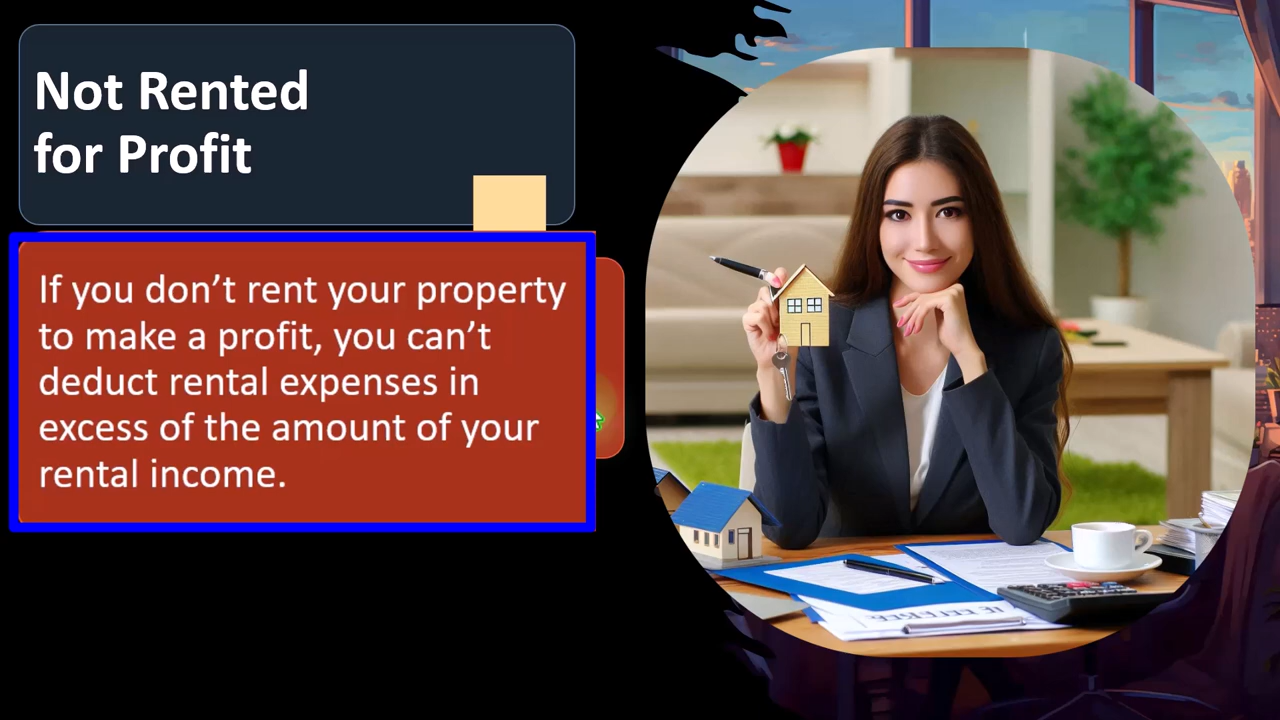 Not Rented
for Profit
If you don’t rent your property
to make a profit, you can’t
deduct rental expenses in
excess of the amount of your
rental income.